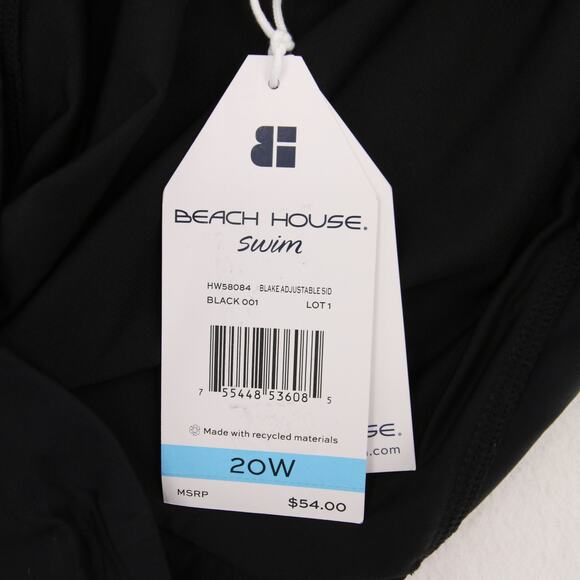 BEACH HOUSE®
swim
HW58084 BLAKE ADJUSTABLE SID
BLACK 001 LOT 1
7 55448 53608 5
Made with recycled materials
20W
MSRP $54.00
SE.
.com